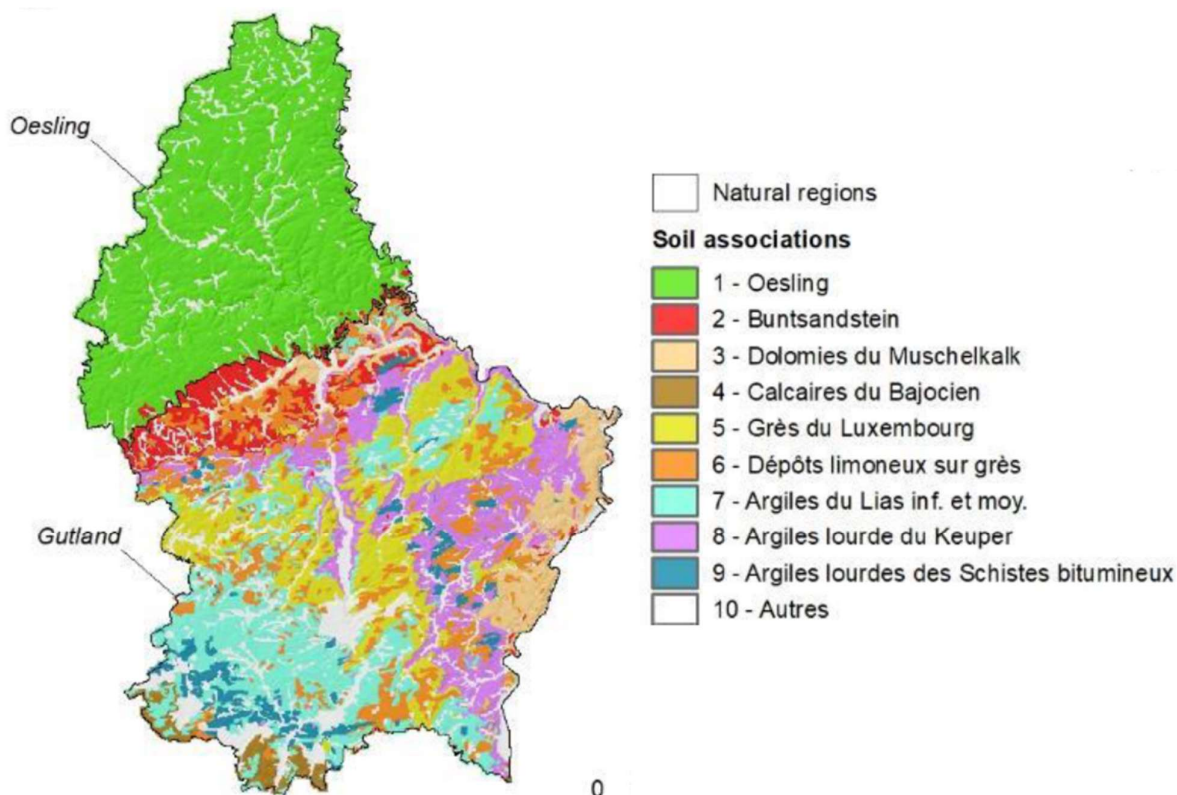 Oesling
Gutland
Natural regions
Soil associations
1 - Oesling
2 - Buntsandstein
3 - Dolomies du Muschelkalk
4 - Calcaires du Bajocien
5 - Grès du Luxembourg
6 - Dépôts limoneux sur grès
7 - Argiles du Lias inf. et moy.
8 - Argiles lourde du Keuper
9 - Argiles lourdes des Schistes bitumineux
10 - Autres
0